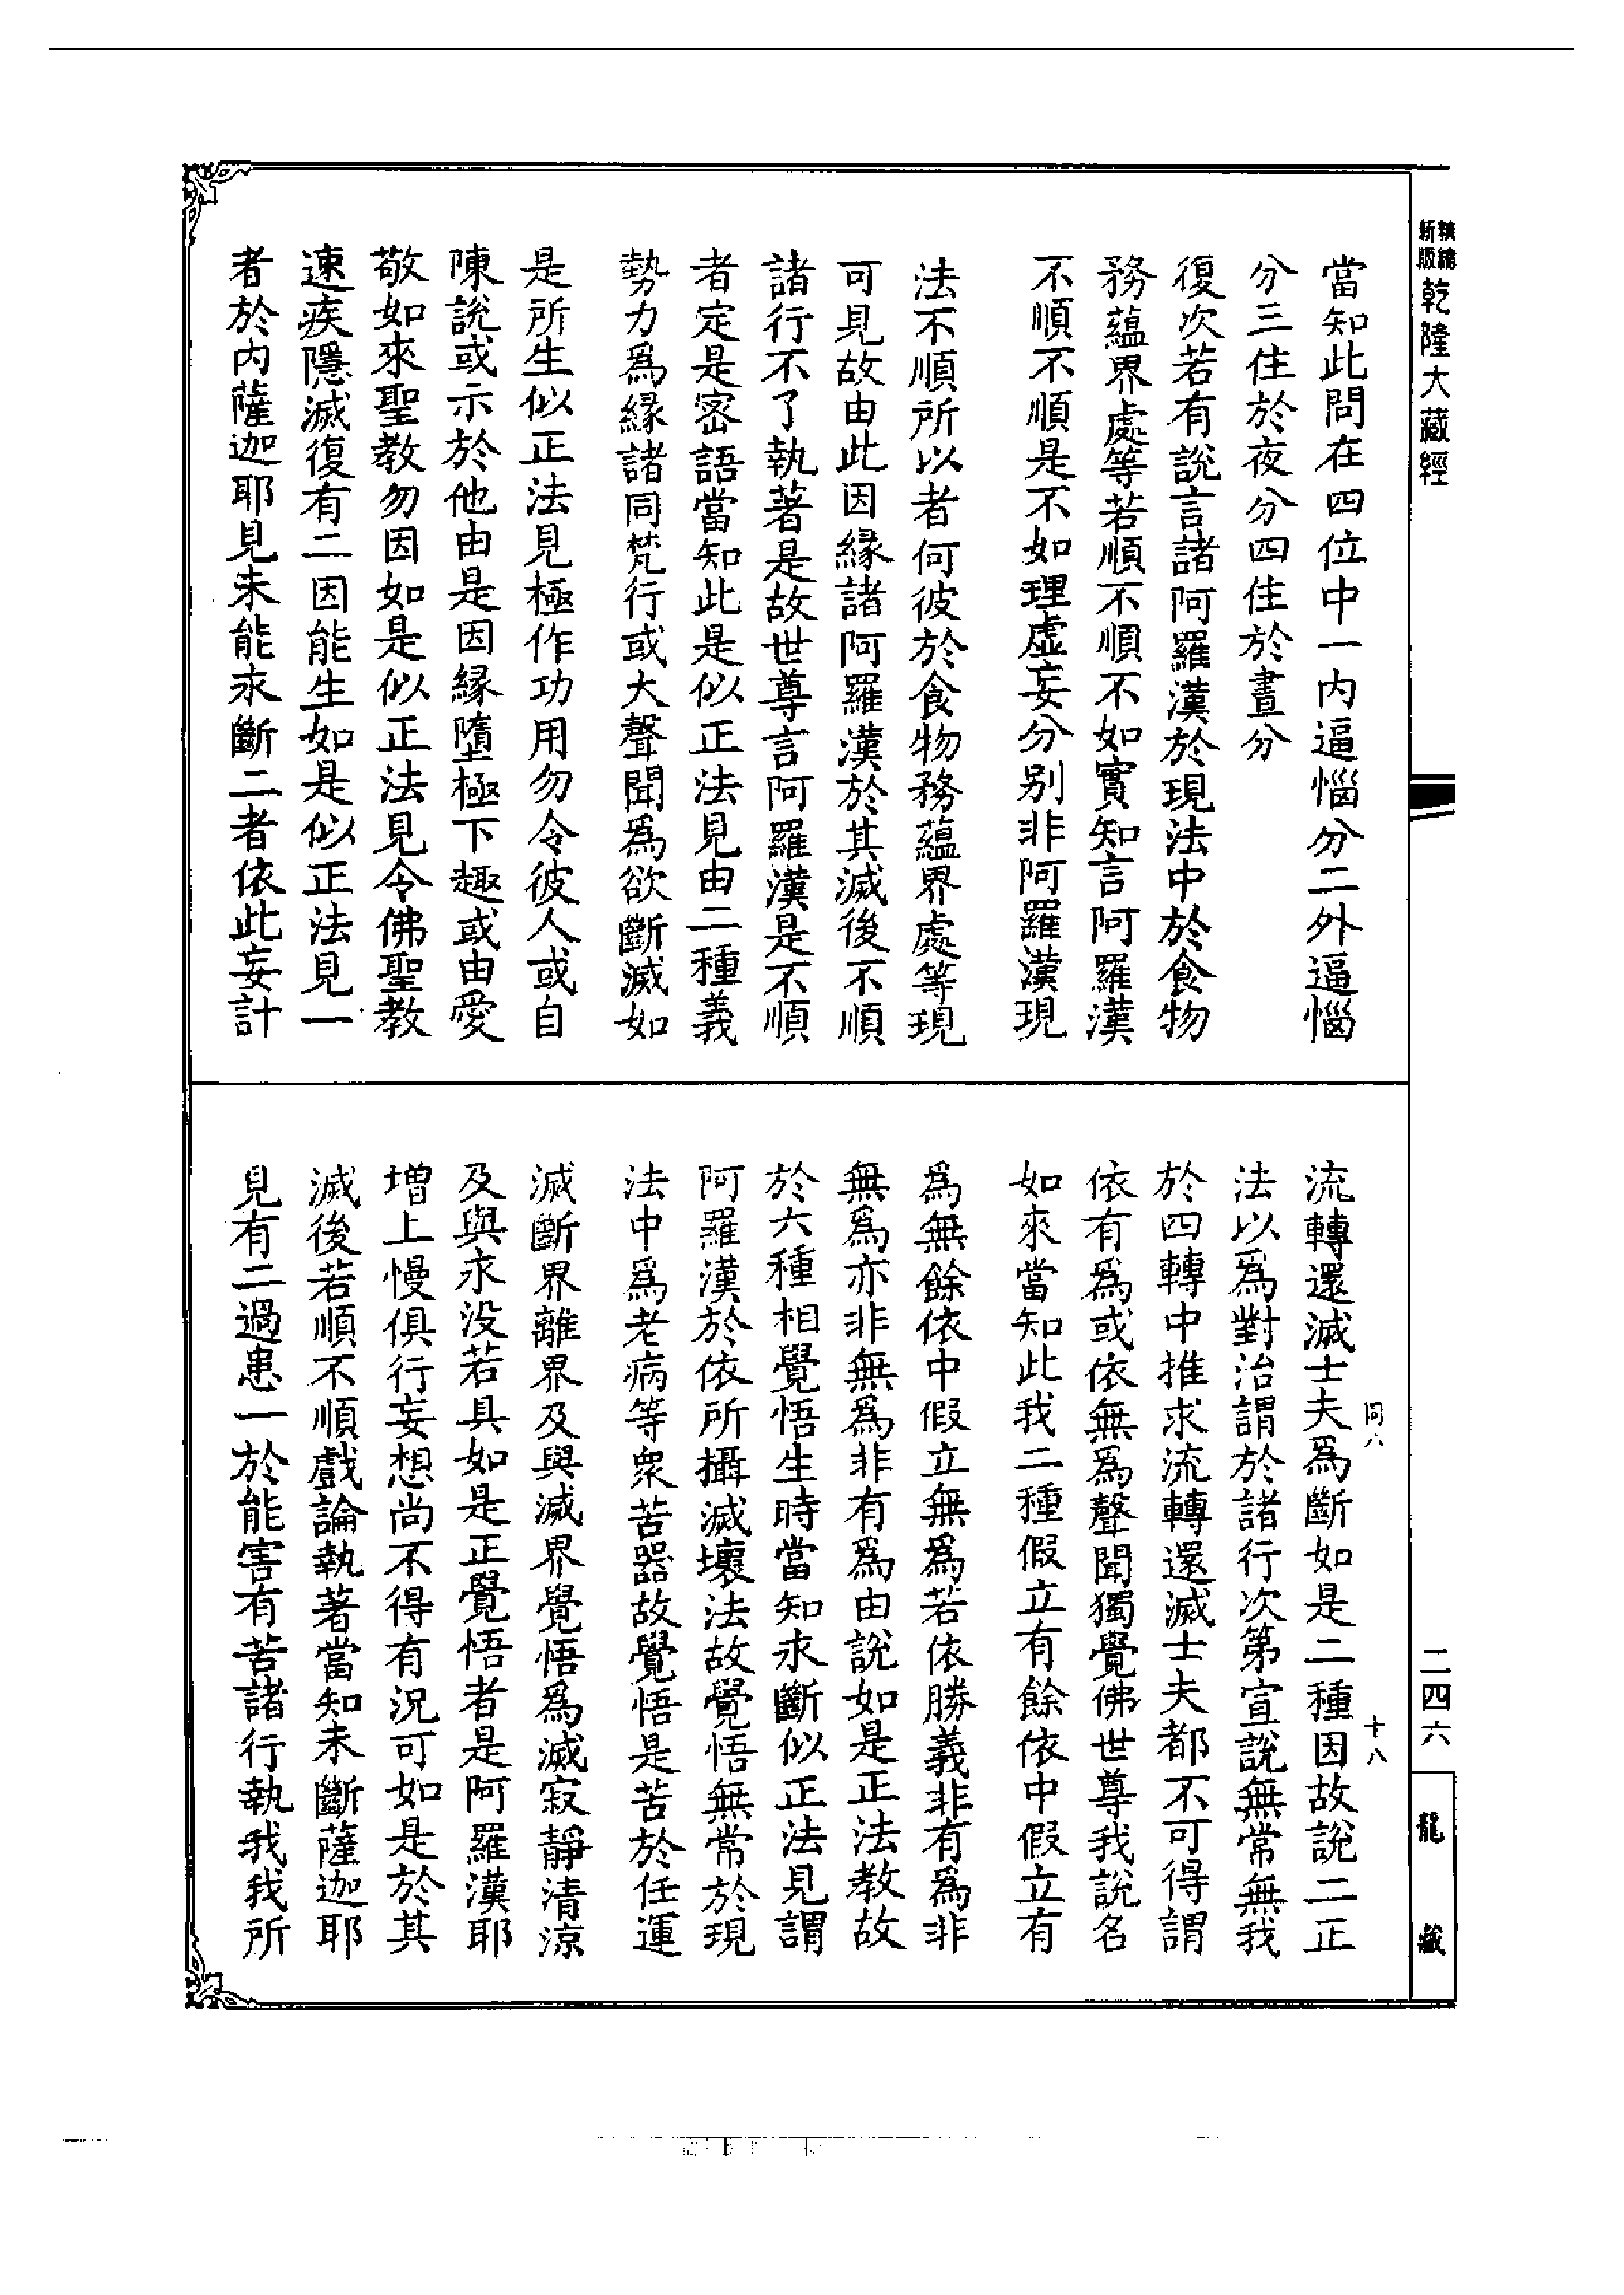 精縮新版乾隆大藏經
當知此問在四位中一內逼惱分二外逼惱
分三住於夜分四住於晝分
復次若有說言諸阿羅漢於現法中於食物
務蘊界處等若順不順不如實知言阿羅漢
不順不順是不如理虛妄分別非阿羅漢現
法不順所以者何彼於食物務蘊界處等現
可見故由此因緣諸阿羅漢於其滅後不順
諸行不了執著是故世尊言阿羅漢是不順
者定是密語當知此是似正法見由二種義
勢力爲緣諸同梵行或大聲聞爲欲斷滅如
是所生似正法見極作功用勿令彼人或自
陳說或示於他由是因緣墮極下趣或由愛
敬如來聖教勿因如是似正法見令佛聖教
速疾隱滅復有二因能生如是似正法見一
者於內薩迦耶見未能永斷二者依此妄計
流轉還滅士夫爲斷如是二種因故說二正
法以爲對治謂於諸行次第宣說無常無我
於四轉中推求流轉還滅士夫都不可得謂
依有爲或依無爲聲聞獨覺佛世尊我說名
如來當知此我二種假立有餘依中假立有
爲無餘依中假立無爲若依勝義非有爲非
無爲亦非無爲非有爲由說如是正法教故
於六種相覺悟生時當知永斷似正法見謂
阿羅漢於依所攝滅壞法故覺悟無常於現
法中爲老病等衆苦器故覺悟是苦於任運
滅斷界離界及與滅界覺悟爲滅寂靜清涼
及與永没若具如是正覺悟者是阿羅漢耶
增上慢俱行妄想尚不得有況可如是於其
滅後若順不順戲論執著當知未斷薩迦耶
見有二過患一於能害有苦諸行執我我所
同八
十八
二四六
龍藏